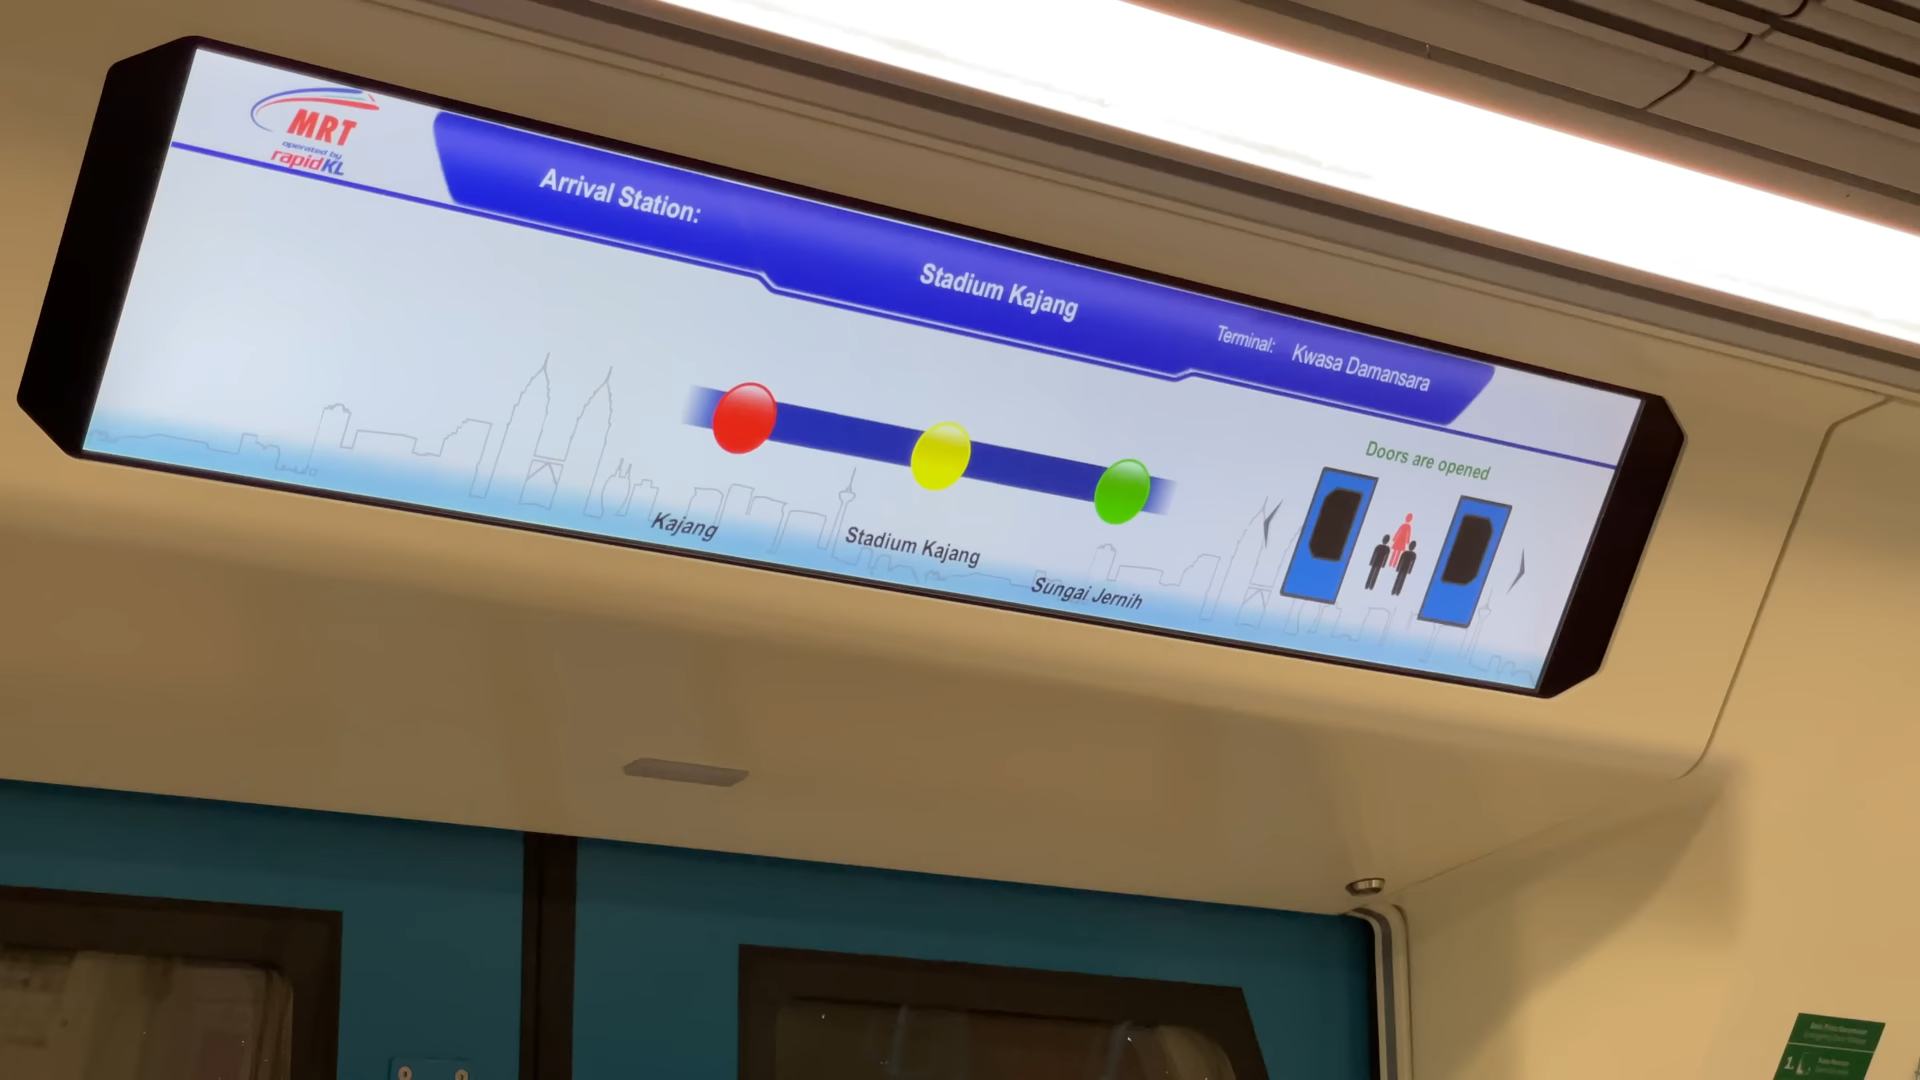 MRT
operated by
rapidKL
Arrival Station:
Stadium Kajang
Terminal: Kwasa Damansara
Doors are opened
Kajang
Stadium Kajang
Sungai Jernih
1.